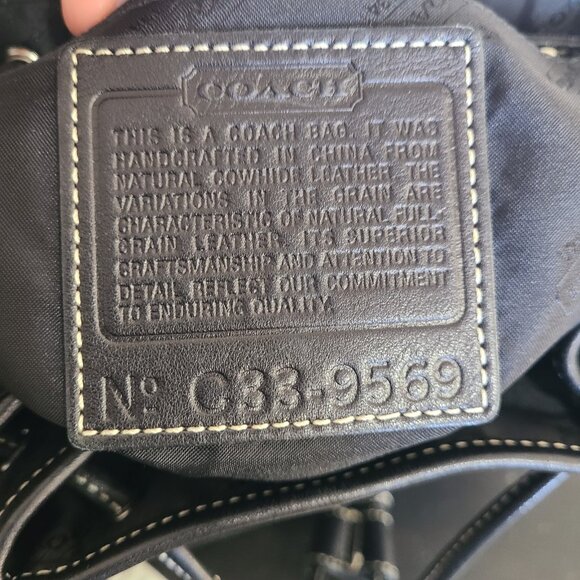 COACH
THIS IS A COACH BAG. IT WAS
HANDCRAFTED IN CHINA FROM
NATURAL COWHIDE LEATHER. THE
VARIATIONS IN THE GRAIN ARE
CHARACTERISTIC OF NATURAL FULL-
GRAIN LEATHER. ITS SUPERIOR
CRAFTSMANSHIP AND ATTENTION TO
DETAIL REFLECT OUR COMMITMENT
TO ENDURING QUALITY.
Nº C33-9569